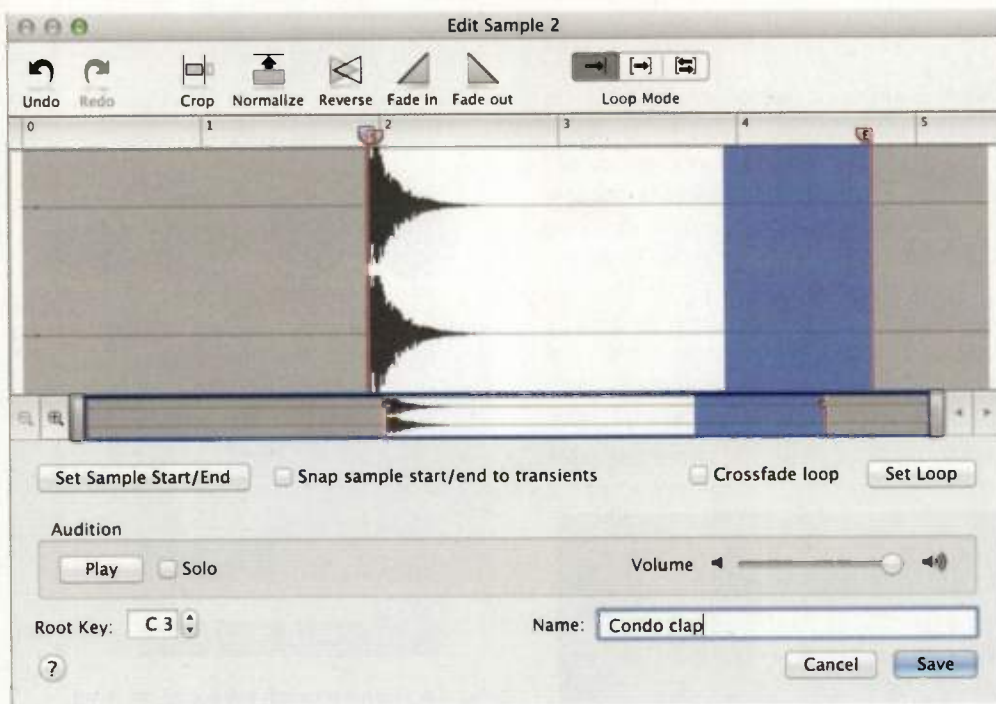 Edit Sample 2
Undo Redo Crop Normalize Reverse Fade In Fade out Loop Mode
0 1 2 3 4 5
S E
Set Sample Start/End Snap sample start/end to transients Crossfade loop Set Loop
Audition
Play Solo Volume
Root Key: C 3 Name: Condo clap
? Cancel Save